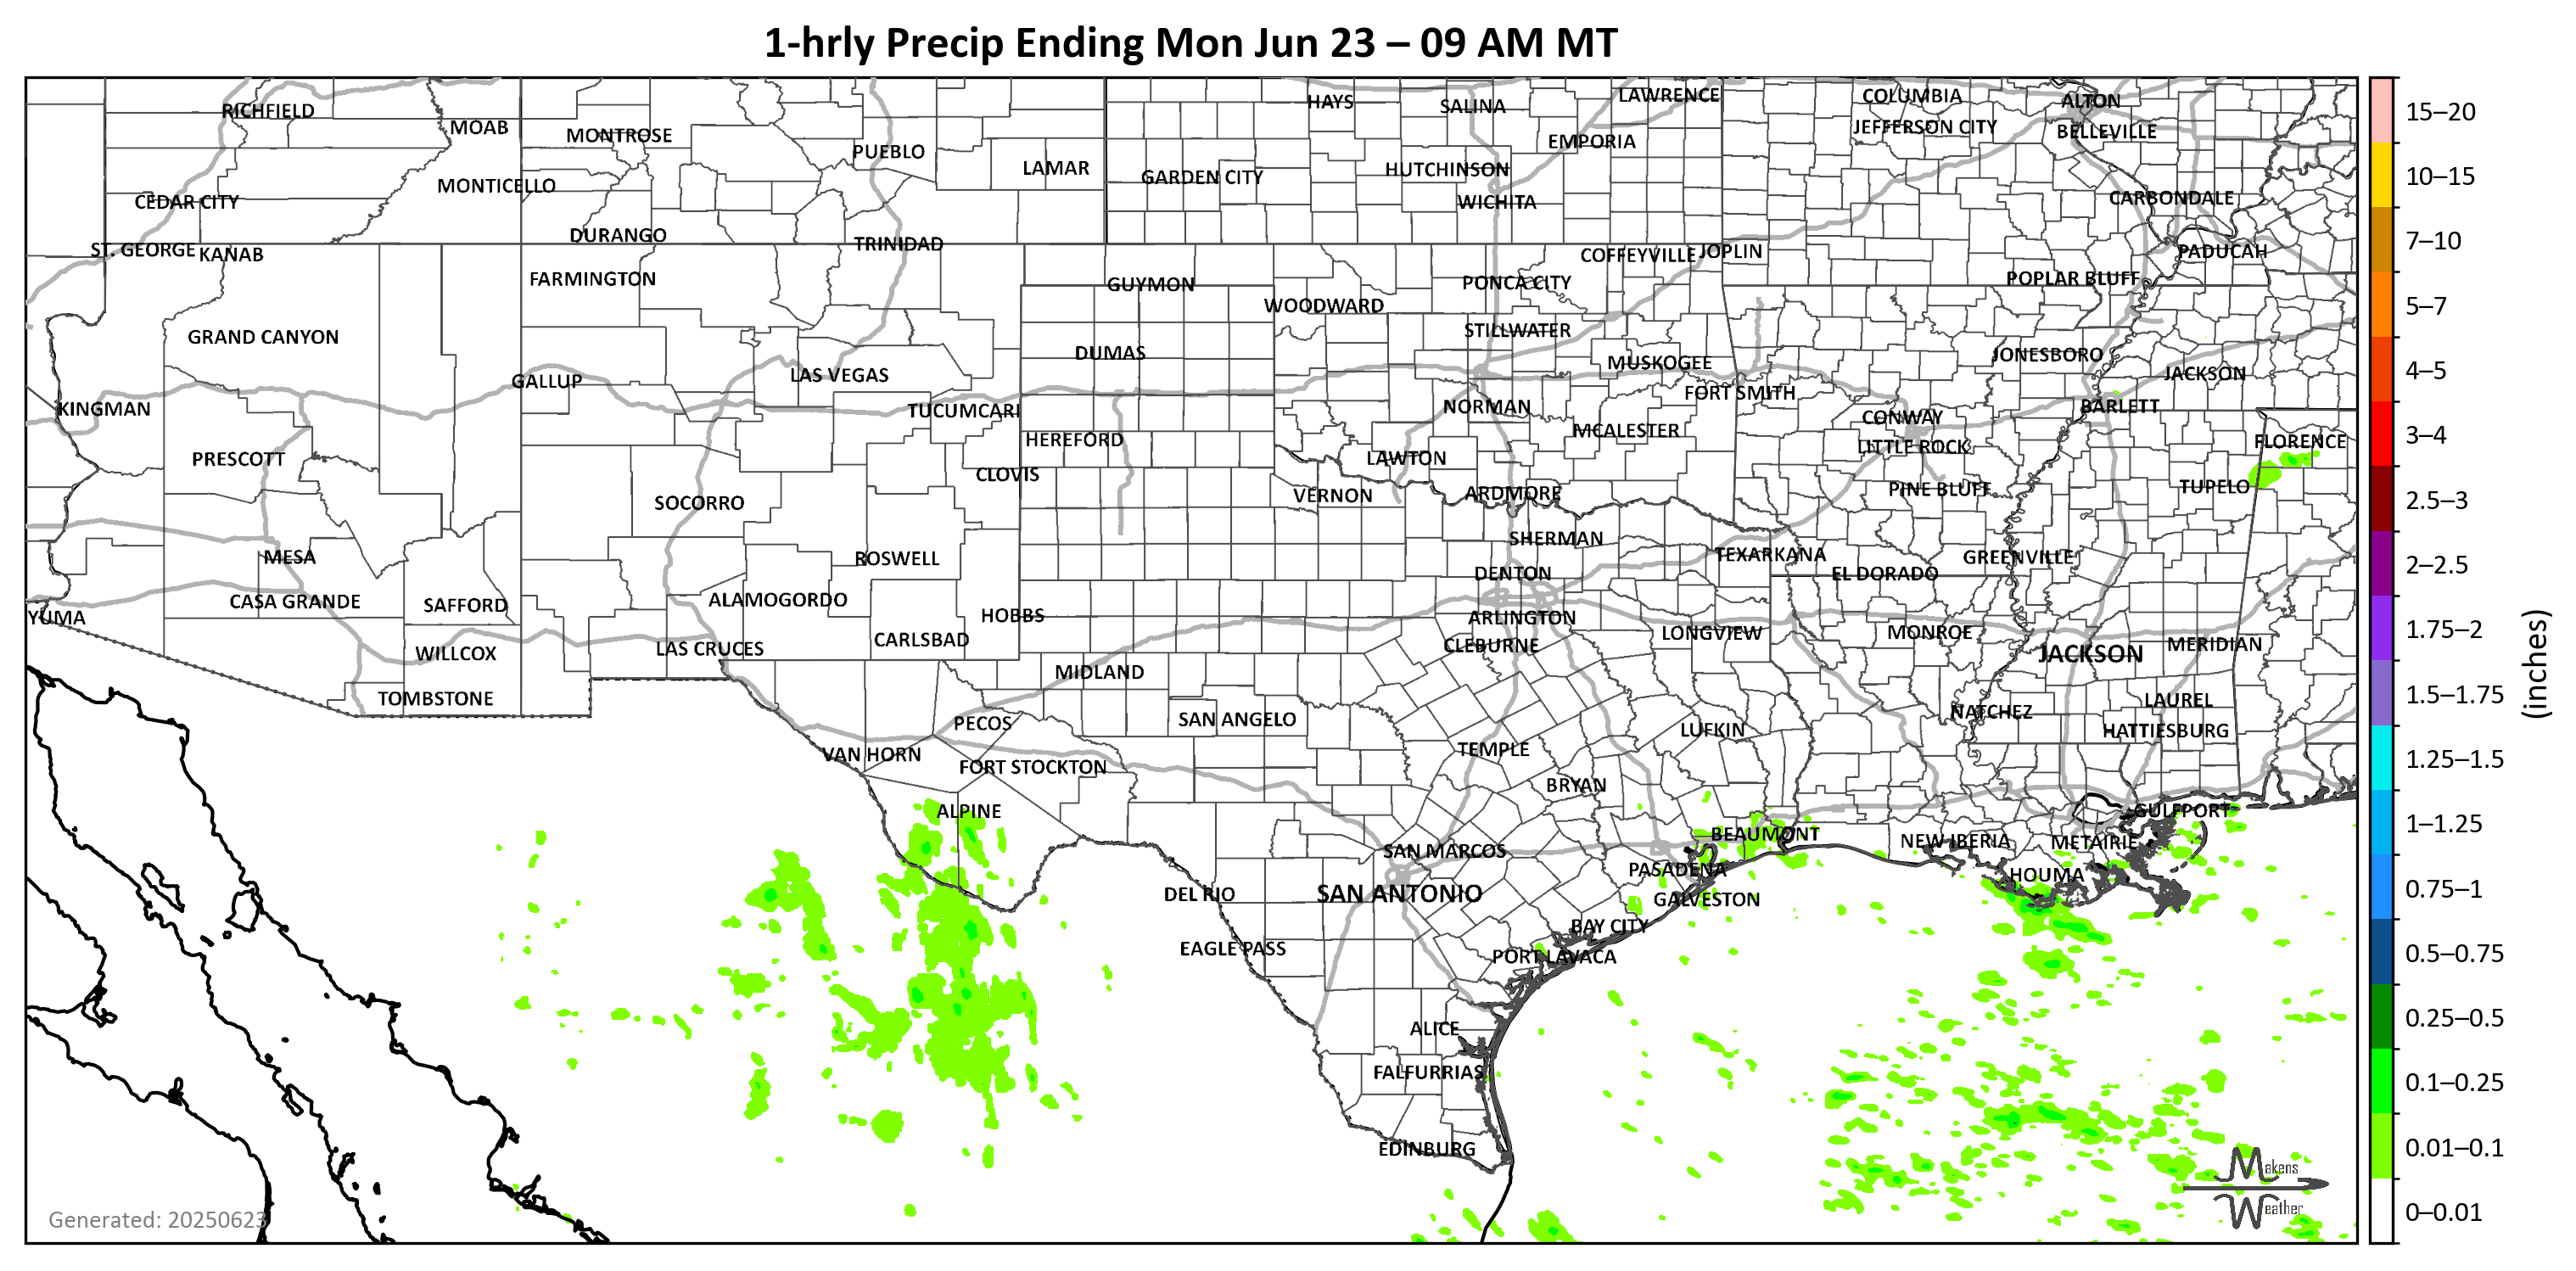 1-hrly Precip Ending Mon Jun 23 – 09 AM MT
RICHFIELD
MOAB
MONTROSE
PUEBLO
LAMAR
HAYS
SALINA
LAWRENCE
EMPORIA
COLUMBIA
JEFFERSON CITY
ALTON
BELLEVILLE
CEDAR CITY
MONTICELLO
GARDEN CITY
HUTCHINSON
WICHITA
CARBONDALE
ST. GEORGE
KANAB
DURANGO
TRINIDAD
COFFEYVILLE
JOPLIN
PADUCAH
FARMINGTON
GUYMON
WOODWARD
PONCA CITY
POPLAR BLUFF
GRAND CANYON
DUMAS
STILLWATER
MUSKOGEE
JONESBORO
JACKSON
GALLUP
LAS VEGAS
FORT SMITH
KINGMAN
TUCUMCARI
NORMAN
CONWAY
BARLETT
HEREFORD
MCALESTER
LITTLE ROCK
FLORENCE
PRESCOTT
CLOVIS
LAWTON
SOCORRO
VERNON
ARDMORE
PINE BLUFF
TUPELO
MESA
ROSWELL
SHERMAN
TEXARKANA
GREENVILLE
DENTON
EL DORADO
YUMA
CASA GRANDE
SAFFORD
ALAMOGORDO
HOBBS
ARLINGTON
WILLCOX
LAS CRUCES
CARLSBAD
CLEBURNE
LONGVIEW
MONROE
JACKSON
MERIDIAN
TOMBSTONE
MIDLAND
PECOS
SAN ANGELO
LUFKIN
NATCHEZ
LAUREL
HATTIESBURG
VAN HORN
FORT STOCKTON
TEMPLE
BRYAN
ALPINE
BEAUMONT
NEW IBERIA
METAIRIE
GULFPORT
SAN MARCOS
PASADENA
HOUMA
DEL RIO
SAN ANTONIO
GALVESTON
EAGLE PASS
BAY CITY
PORT LAVACA
ALICE
FALFURRIAS
EDINBURG
Generated: 20250623
Makens
Weather
15–20
10–15
7–10
5–7
4–5
3–4
2.5–3
2–2.5
1.75–2
1.5–1.75
1.25–1.5
1–1.25
0.75–1
0.5–0.75
0.25–0.5
0.1–0.25
0.01–0.1
0–0.01
(inches)